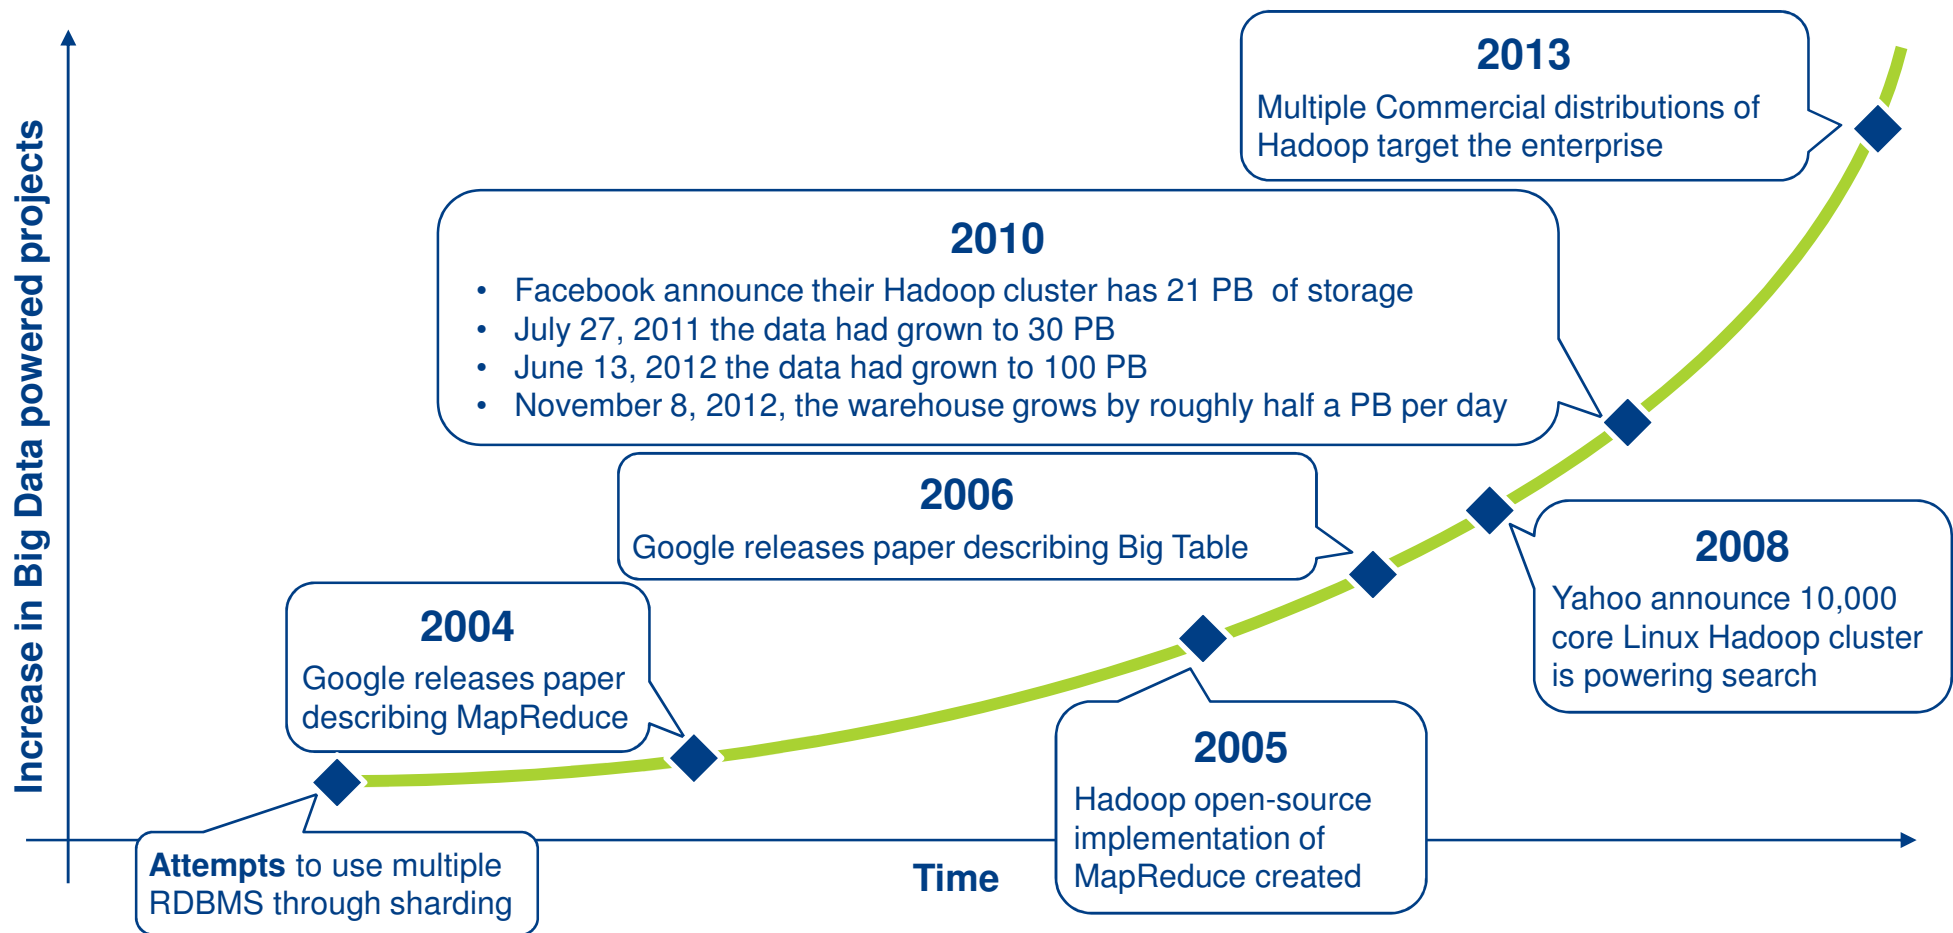 Increase in Big Data powered projects
2013
Multiple Commercial distributions of
Hadoop target the enterprise
2010
• Facebook announce their Hadoop cluster has 21 PB of storage
• July 27, 2011 the data had grown to 30 PB
• June 13, 2012 the data had grown to 100 PB
• November 8, 2012, the warehouse grows by roughly half a PB per day
2006
Google releases paper describing Big Table
2008
Yahoo announce 10,000
core Linux Hadoop cluster
is powering search
2004
Google releases paper
describing MapReduce
2005
Hadoop open-source
implementation of
MapReduce created
Attempts to use multiple
RDBMS through sharding
Time